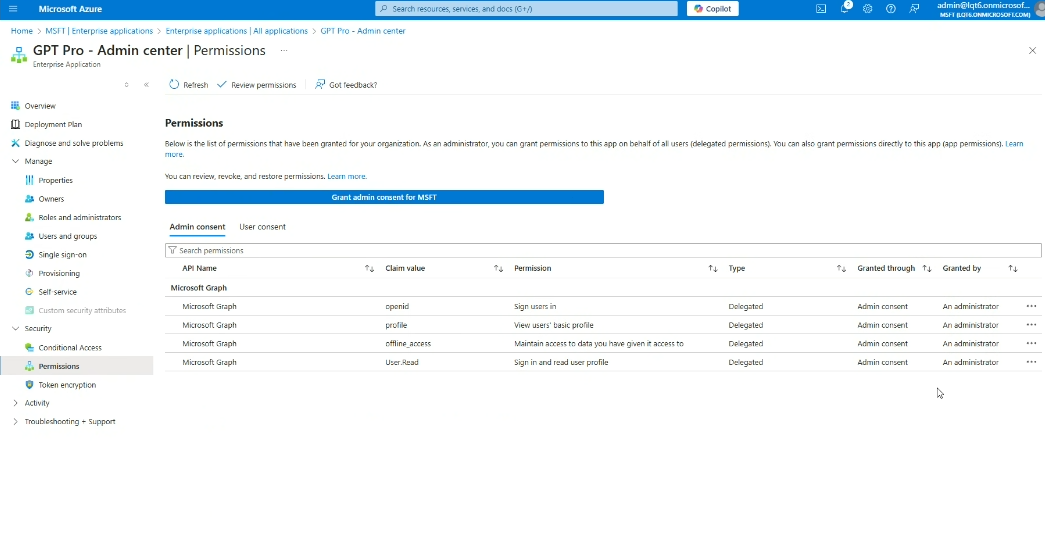 Microsoft Azure
Search resources, services, and docs (G+/)
Copilot
2
admin@lqt6.onmicrosof...
MSFT (LQT6.ONMICROSOFT.COM)
Home > MSFT | Enterprise applications > Enterprise applications | All applications > GPT Pro - Admin center
GPT Pro - Admin center | Permissions ...
Enterprise Application
Refresh Review permissions Got feedback?
Overview
Deployment Plan
Diagnose and solve problems
Manage
Properties
Owners
Roles and administrators
Users and groups
Single sign-on
Provisioning
Self-service
Custom security attributes
Security
Conditional Access
Permissions
Token encryption
Activity
Troubleshooting + Support
Permissions
Below is the list of permissions that have been granted for your organization. As an administrator, you can grant permissions to this app on behalf of all users (delegated permissions). You can also grant permissions directly to this app (app permissions). Learn
more.
You can review, revoke, and restore permissions. Learn more.
Grant admin consent for MSFT
Admin consent User consent
Search permissions
API Name Claim value Permission Type Granted through Granted by
Microsoft Graph
Microsoft Graph openid Sign users in Delegated Admin consent An administrator
Microsoft Graph profile View users' basic profile Delegated Admin consent An administrator
Microsoft Graph offline_access Maintain access to data you have given it access to Delegated Admin consent An administrator
Microsoft Graph User.Read Sign in and read user profile Delegated Admin consent An administrator